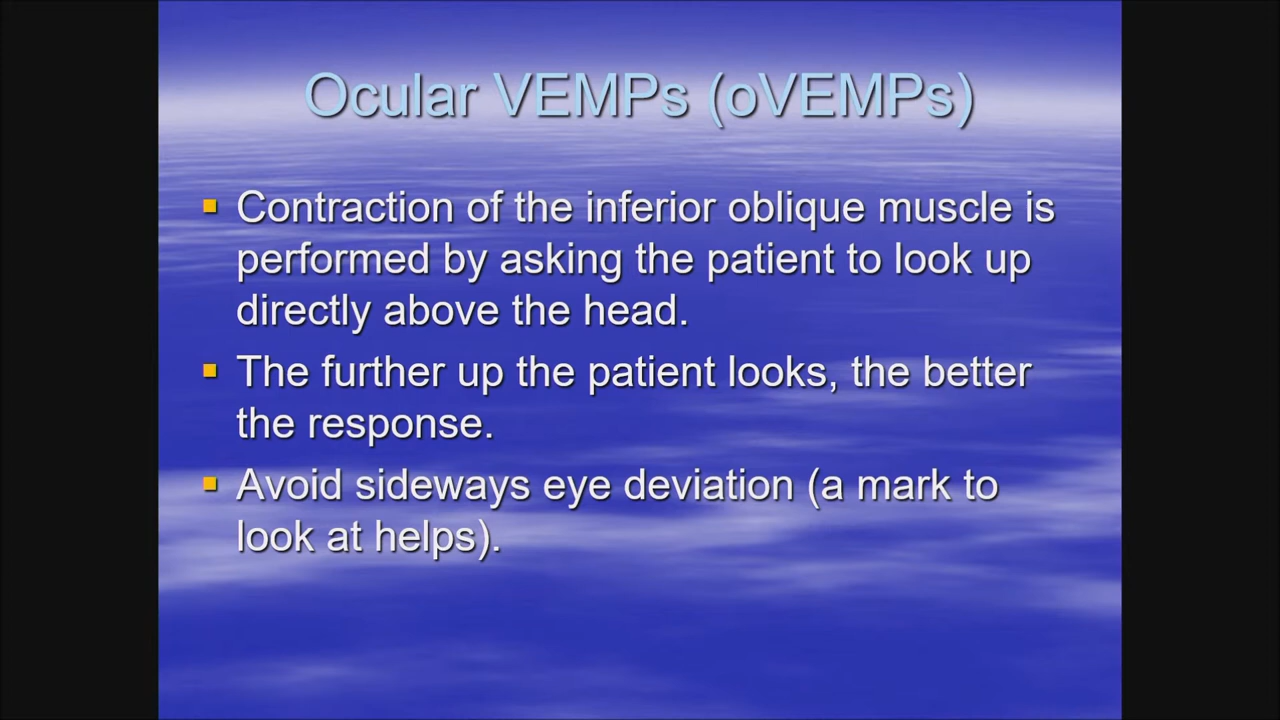 Ocular VEMPs (oVEMPs)
Contraction of the inferior oblique muscle is
performed by asking the patient to look up
directly above the head.
The further up the patient looks, the better
the response.
Avoid sideways eye deviation (a mark to
look at helps).